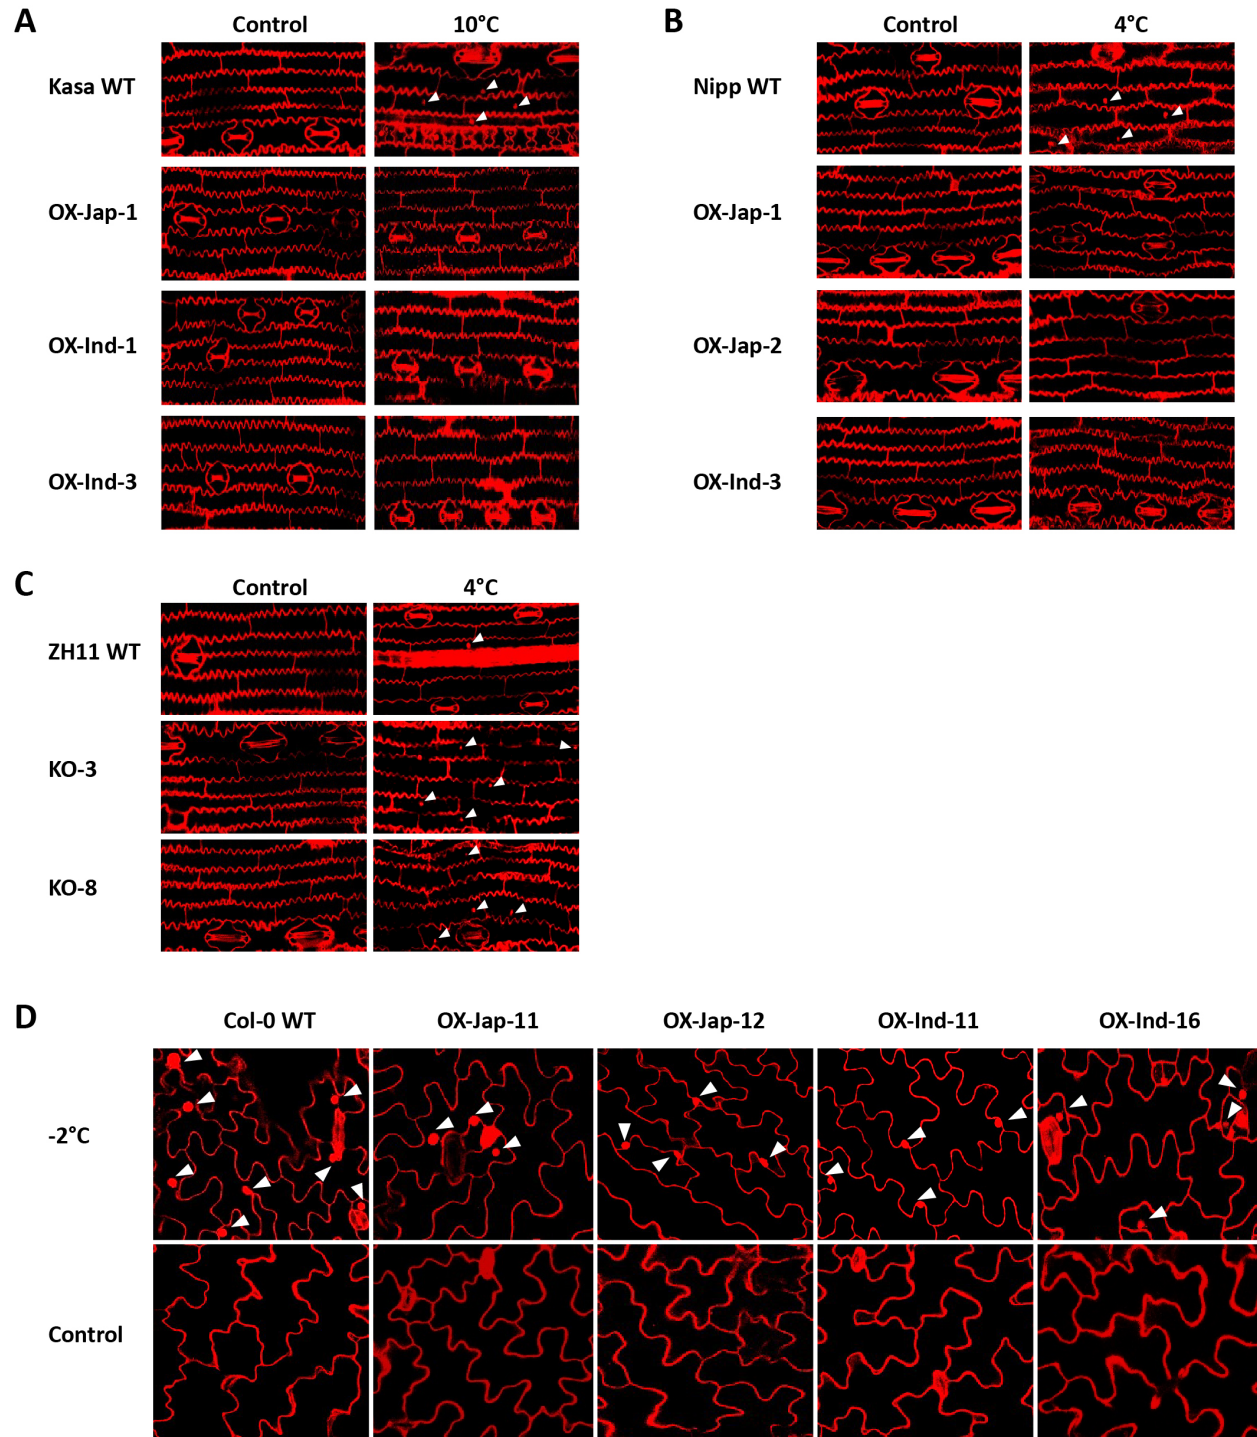 A
Control 10°C
Kasa WT
OX-Jap-1
OX-Ind-1
OX-Ind-3
B
Control 4°C
Nipp WT
OX-Jap-1
OX-Jap-2
OX-Ind-3
C
Control 4°C
ZH11 WT
KO-3
KO-8
D
Col-0 WT OX-Jap-11 OX-Jap-12 OX-Ind-11 OX-Ind-16
-2°C
Control